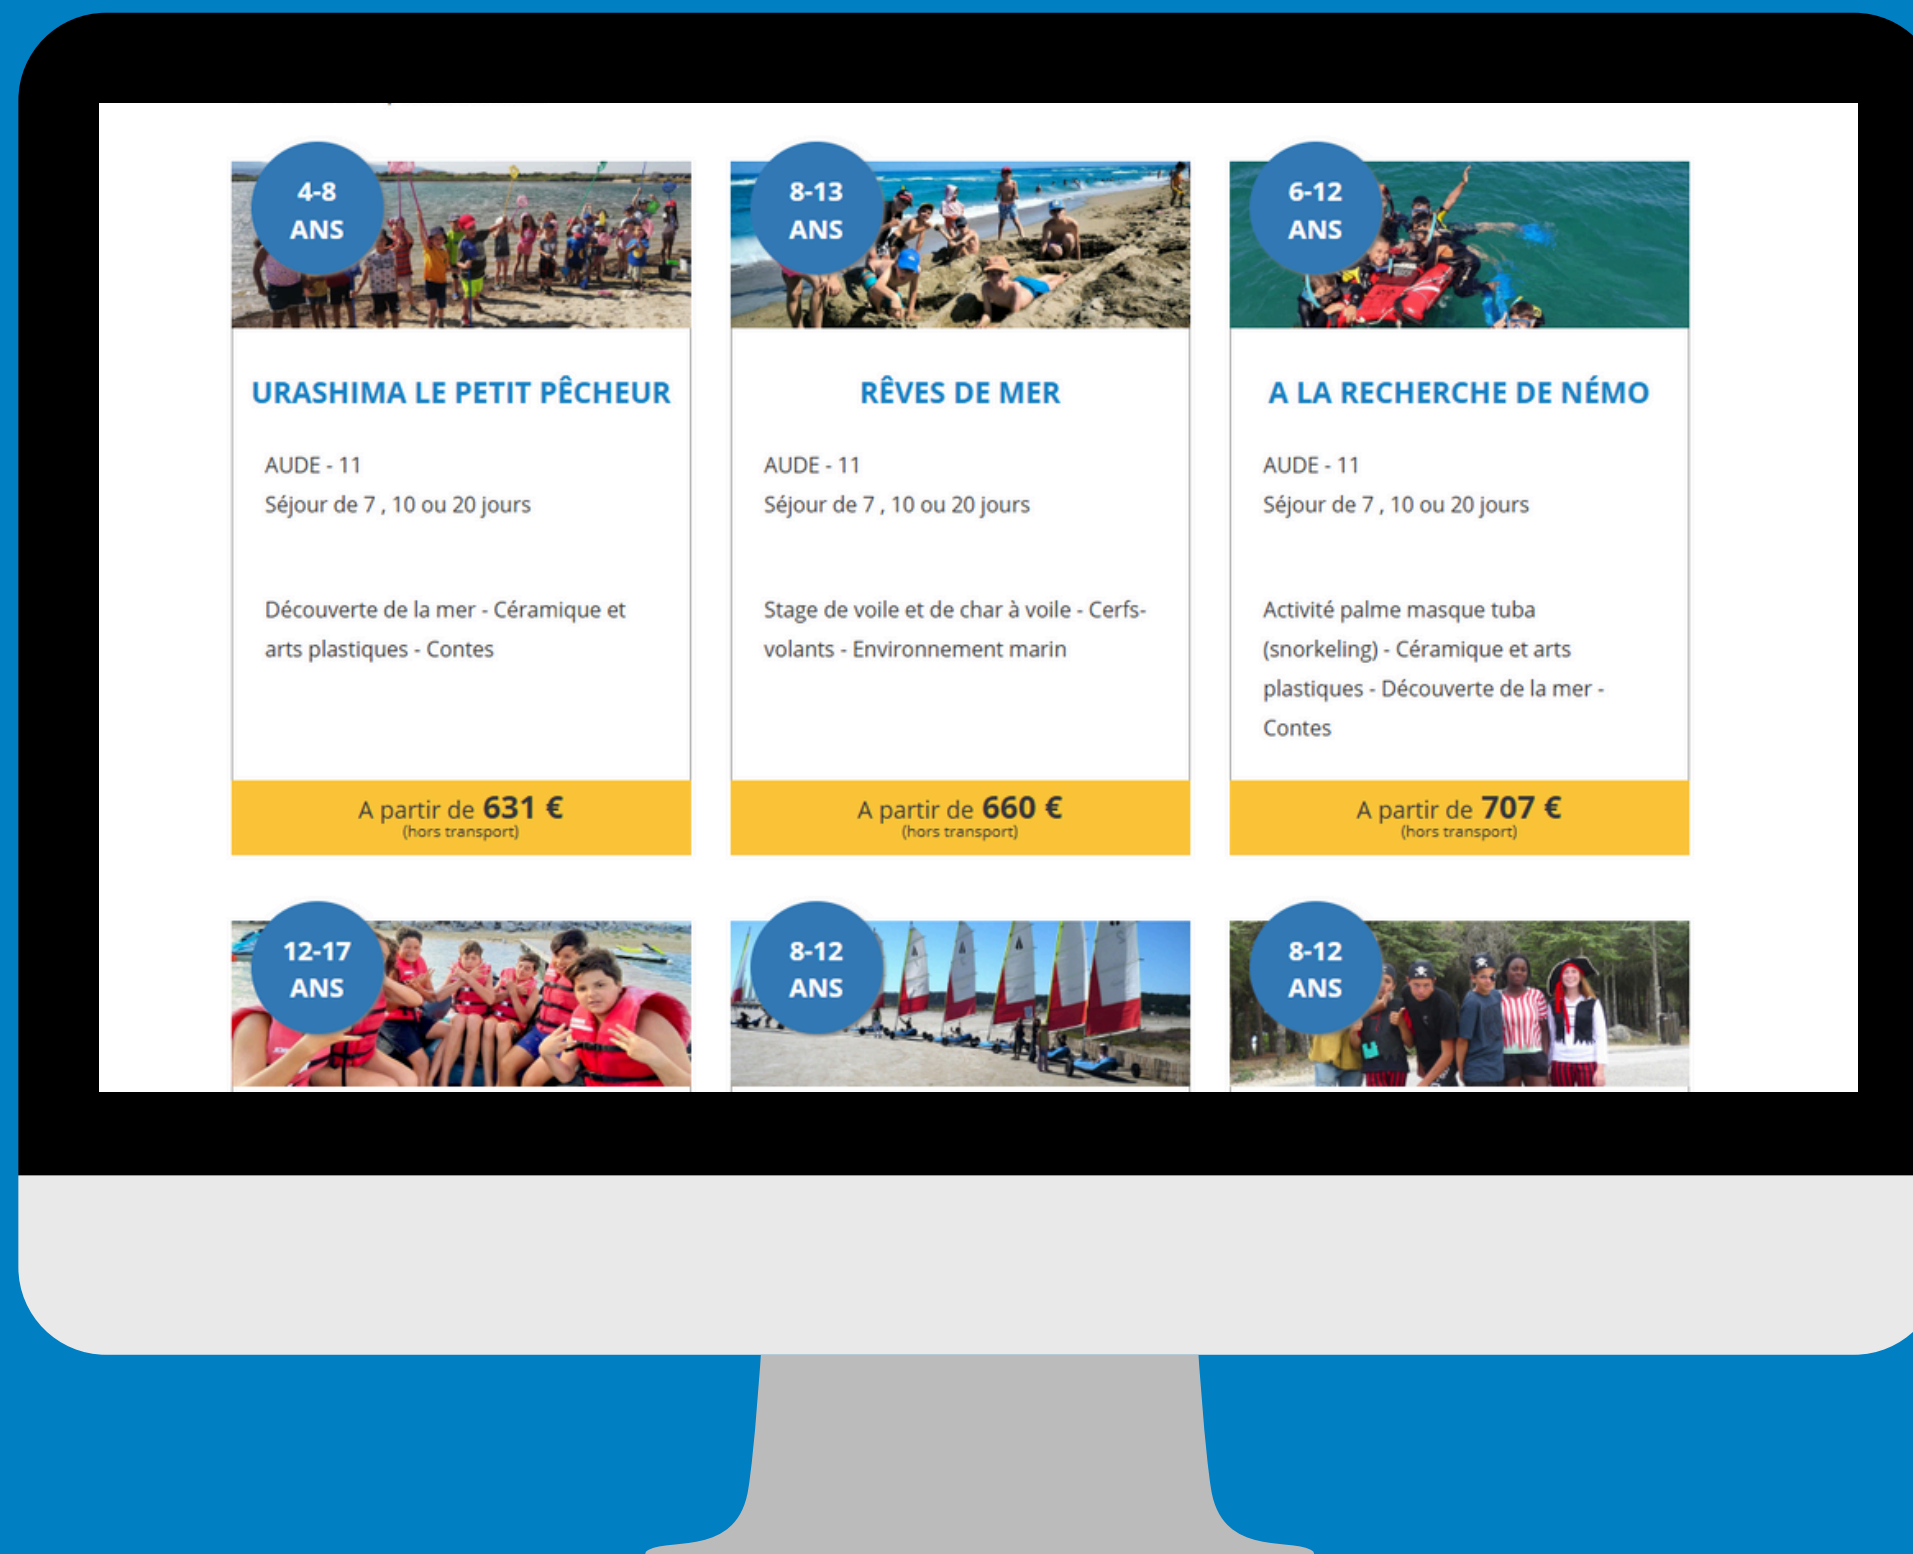 4-8
ANS
8-13
ANS
6-12
ANS
URASHIMA LE PETIT PÊCHEUR
AUDE - 11
Séjour de 7 , 10 ou 20 jours
Découverte de la mer - Céramique et
arts plastiques - Contes
A partir de 631 €
(hors transport)
RÊVES DE MER
AUDE - 11
Séjour de 7 , 10 ou 20 jours
Stage de voile et de char à voile - Cerfs-
volants - Environnement marin
A partir de 660 €
(hors transport)
A LA RECHERCHE DE NÉMO
AUDE - 11
Séjour de 7 , 10 ou 20 jours
Activité palme masque tuba
(snorkeling) - Céramique et arts
plastiques - Découverte de la mer -
Contes
A partir de 707 €
(hors transport)
12-17
ANS
8-12
ANS
8-12
ANS